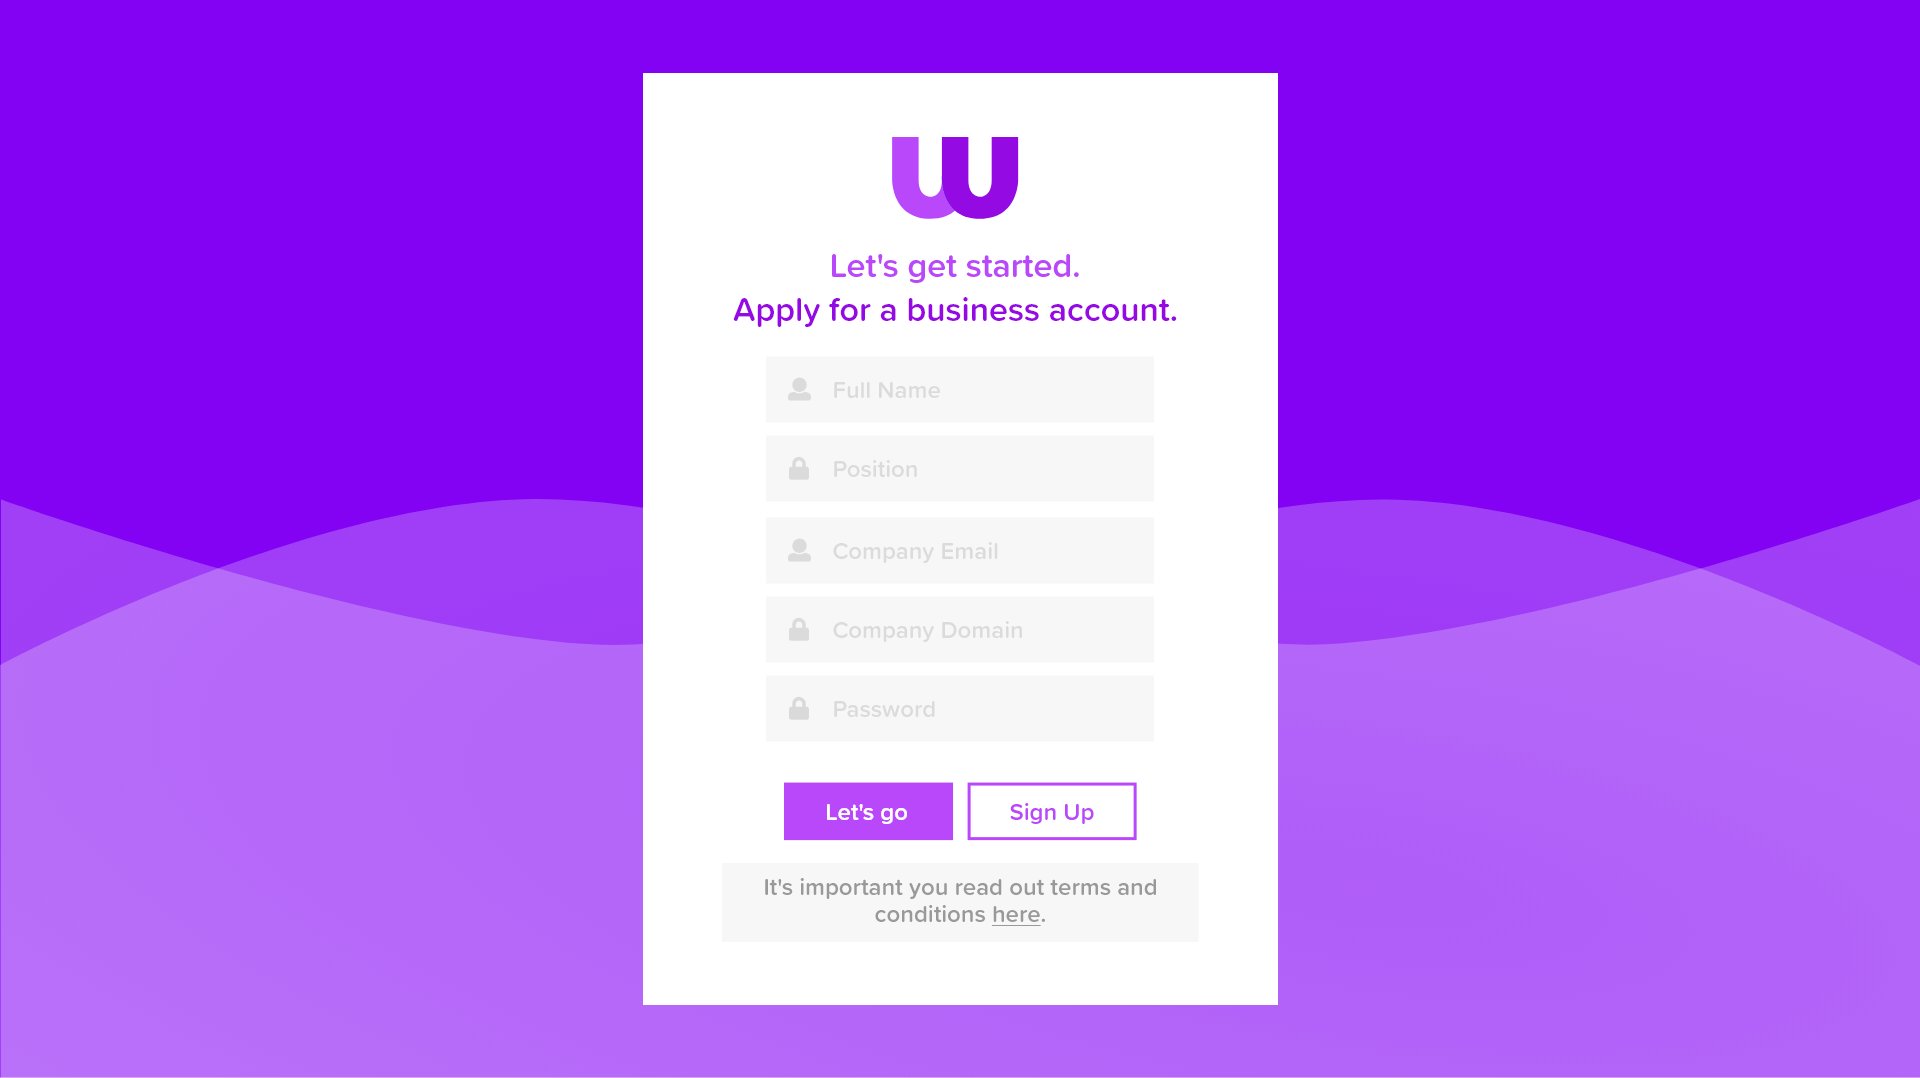 Let's get started.
Apply for a business account.
Full Name
Position
Company Email
Company Domain
Password
Let's go
Sign Up
It's important you read out terms and
conditions here.